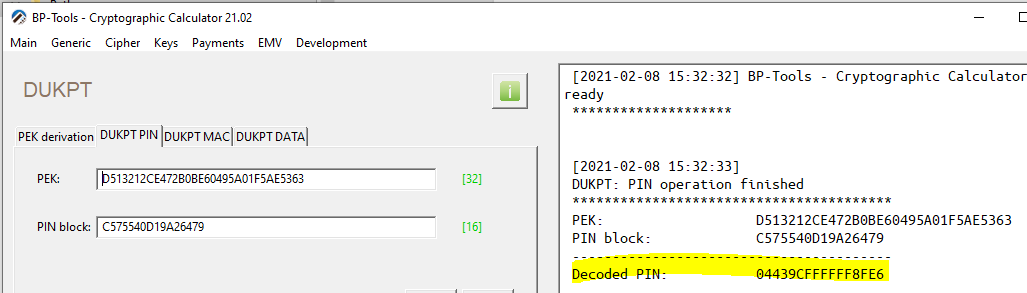 BP-Tools - Cryptographic Calculator 21.02
Main Generic Cipher Keys Payments EMV Development
DUKPT
i
PEK derivation DUKPT PIN DUKPT MAC DUKPT DATA
PEK: D513212CE472B0BE60495A01F5AE5363 [32]
PIN block: C575540D19A26479 [16]
[2021-02-08 15:32:32] BP-Tools - Cryptographic Calculator
ready
********************
[2021-02-08 15:32:33]
DUKPT: PIN operation finished
****************************************
PEK: D513212CE472B0BE60495A01F5AE5363
PIN block: C575540D19A26479
----------------------------------------
Decoded PIN: 04439CFFFFFF8FE6